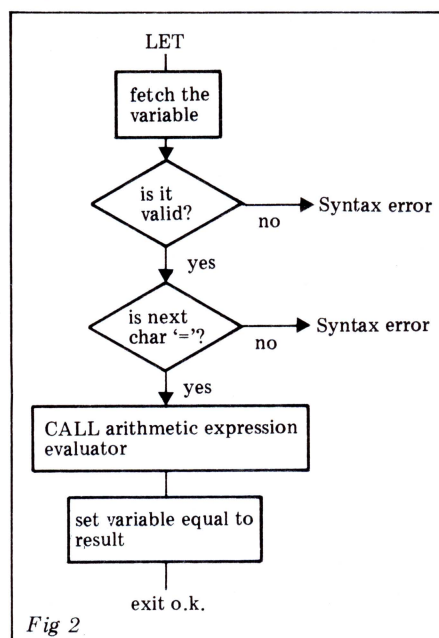 LET
fetch the
variable
is it
valid?
no
Syntax error
yes
is next
char ‘=’?
no
Syntax error
yes
CALL arithmetic expression
evaluator
set variable equal to
result
exit o.k.
Fig 2